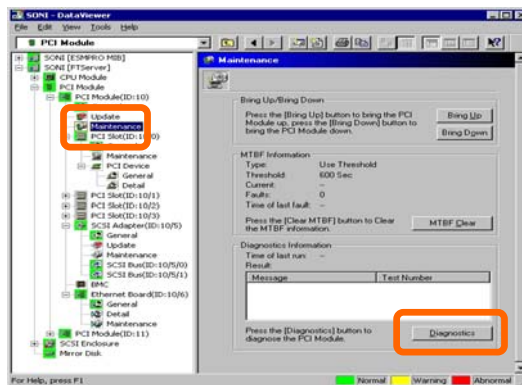 SONI - DataViewer
File Edit View Tools Help
PCI Module
SONI [ESMPRO MIB]
SONI [FTServer]
CPU Module
PCI Module
PCI Module(ID:10)
Update
Maintenance
PCI Slot(ID:
0)
Maintenance
PCI Device
General
Detail
PCI Slot(ID:10/1)
PCI Slot(ID:10/2)
PCI Slot(ID:10/3)
SCSI Adapter(ID:10/5)
General
Update
Maintenance
SCSI Bus(ID:10/5/0)
SCSI Bus(ID:10/5/1)
BMC
Ethernet Board(ID:10/6)
General
Detail
Maintenance
PCI Module(ID:11)
SCSI Enclosure
Mirror Disk
Maintenance
Bring Up/Bring Down
Press the [Bring Up] button to bring the PCI
Module up, press the [Bring Down] button to
bring the PCI Module down.
Bring Up
Bring Down
MTBF Information
Type: Use Threshold
Threshold 600 Sec
Current: --
Faults: 0
Time of last fault: --
Press the [Clear MTBF] button to Clear
the MTBF information.
MTBF Clear
Diagnostics Information
Time of last run: --
Result:
Message Test Number
Press the [Diagnostics] button to
diagnose the PCI Module.
Diagnostics
For Help, press F1
Normal Warning Abnormal